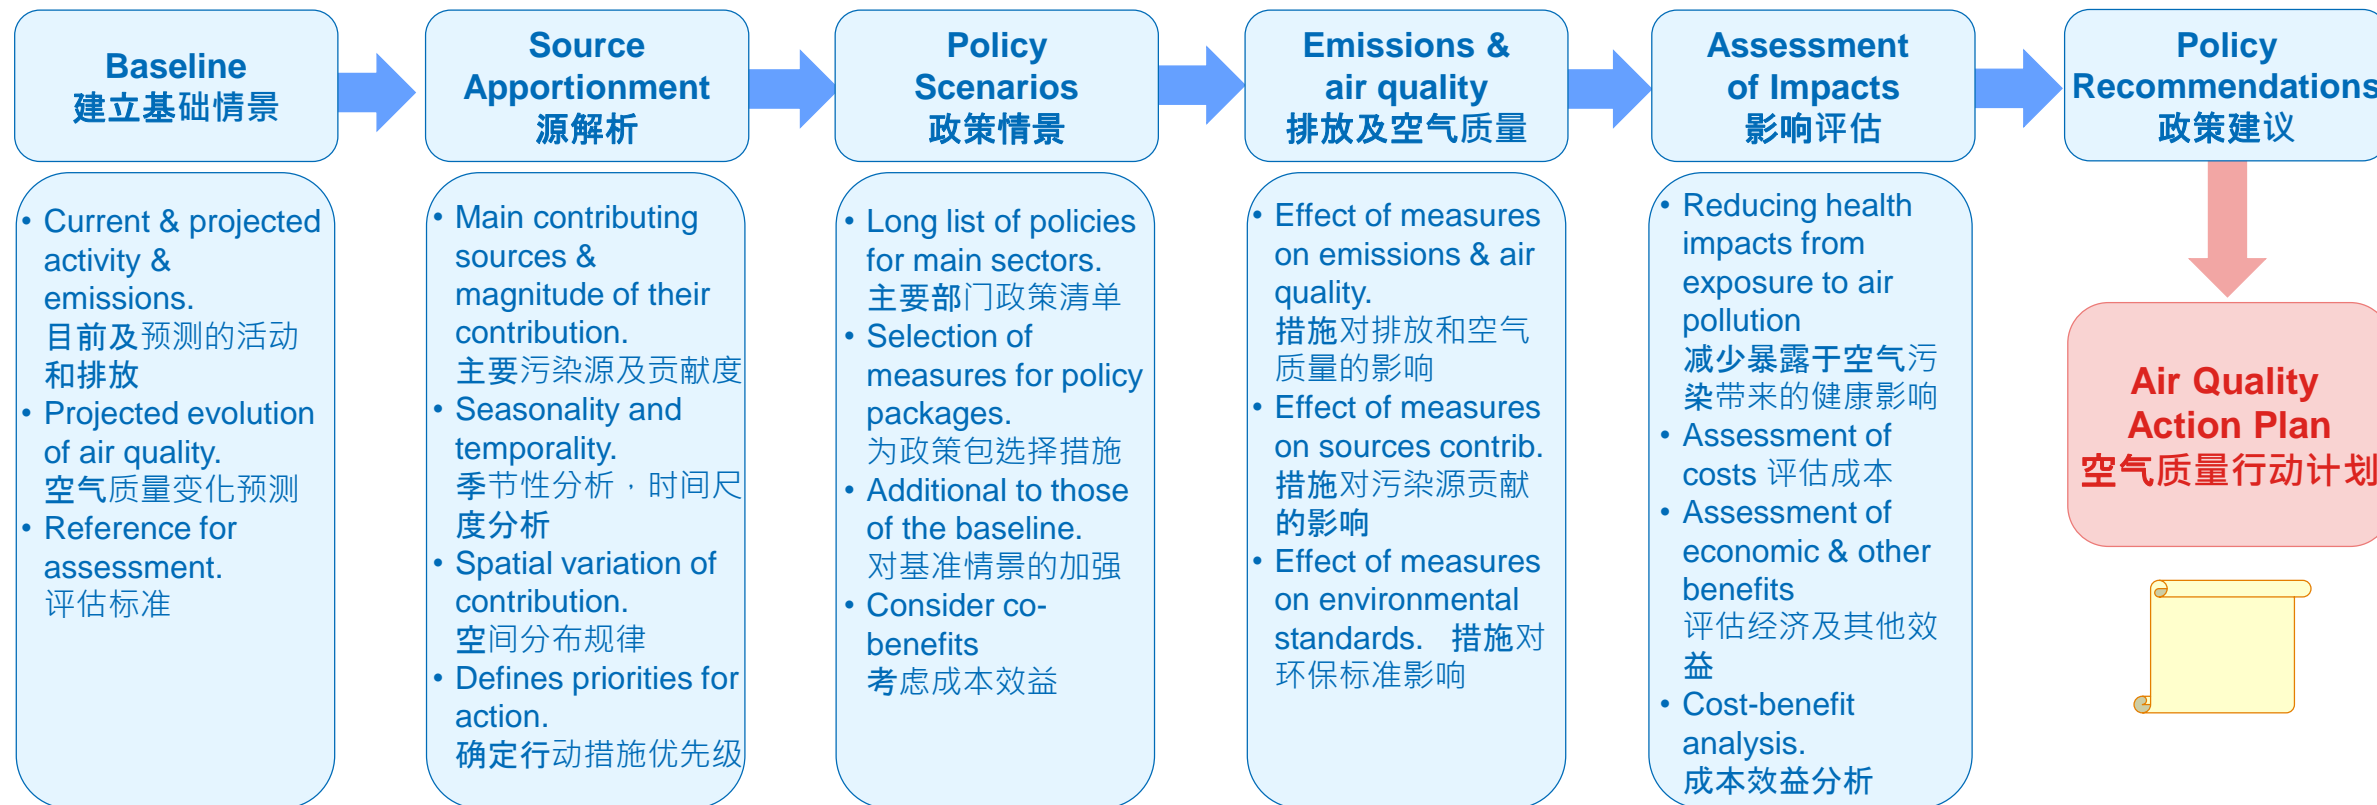 Baseline
建立基础情景
Source
Apportionment
源解析
Policy
Scenarios
政策情景
Emissions &
air quality
排放及空气质量
Assessment
of Impacts
影响评估
Policy
Recommendations
政策建议
• Current & projected
activity &
emissions.
目前及预测的活动
和排放
• Projected evolution
of air quality.
空气质量变化预测
• Reference for
assessment.
评估标准
• Main contributing
sources &
magnitude of their
contribution.
主要污染源及贡献度
• Seasonality and
temporality.
季节性分析，时间尺
度分析
• Spatial variation of
contribution.
空间分布规律
• Defines priorities for
action.
确定行动措施优先级
• Long list of policies
for main sectors.
主要部门政策清单
• Selection of
measures for policy
packages.
为政策包选择措施
• Additional to those
of the baseline.
对基准情景的加强
• Consider co-
benefits
考虑成本效益
• Effect of measures
on emissions & air
quality.
措施对排放和空气
质量的影响
• Effect of measures
on sources contrib.
措施对污染源贡献
的影响
• Effect of measures
on environmental
standards. 措施对
环保标准影响
• Reducing health
impacts from
exposure to air
pollution
减少暴露于空气污
染带来的健康影响
• Assessment of
costs 评估成本
• Assessment of
economic & other
benefits
评估经济及其他效
益
• Cost-benefit
analysis.
成本效益分析
Air Quality
Action Plan
空气质量行动计划